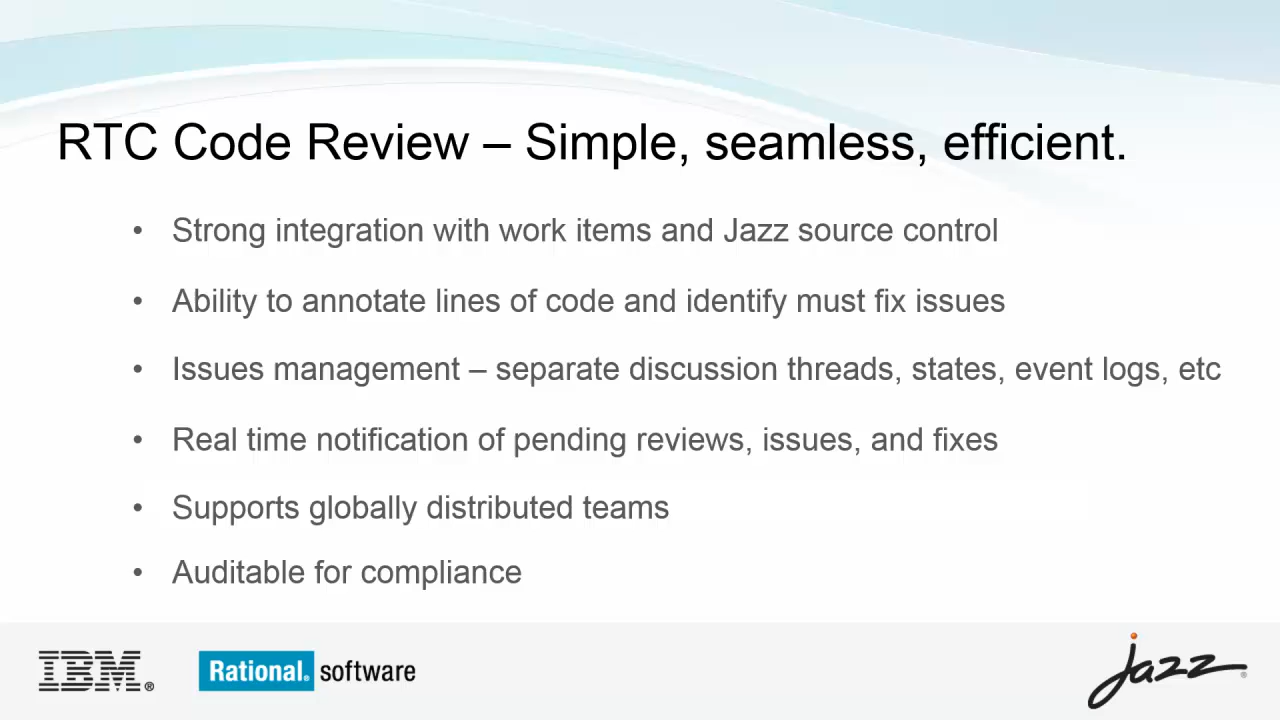 RTC Code Review – Simple, seamless, efficient.
• Strong integration with work items and Jazz source control
• Ability to annotate lines of code and identify must fix issues
• Issues management – separate discussion threads, states, event logs, etc
• Real time notification of pending reviews, issues, and fixes
• Supports globally distributed teams
• Auditable for compliance
IBM®
Rational® software
jazz®